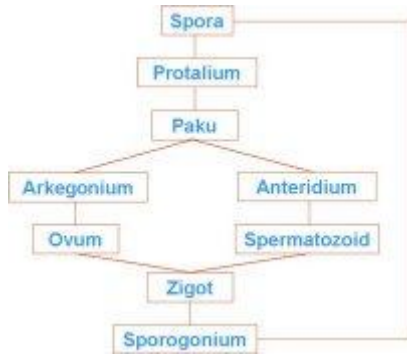 Spora
Protalium
Paku
Arkegonium
Anteridium
Ovum
Spermatozoid
Zigot
Sporogonium